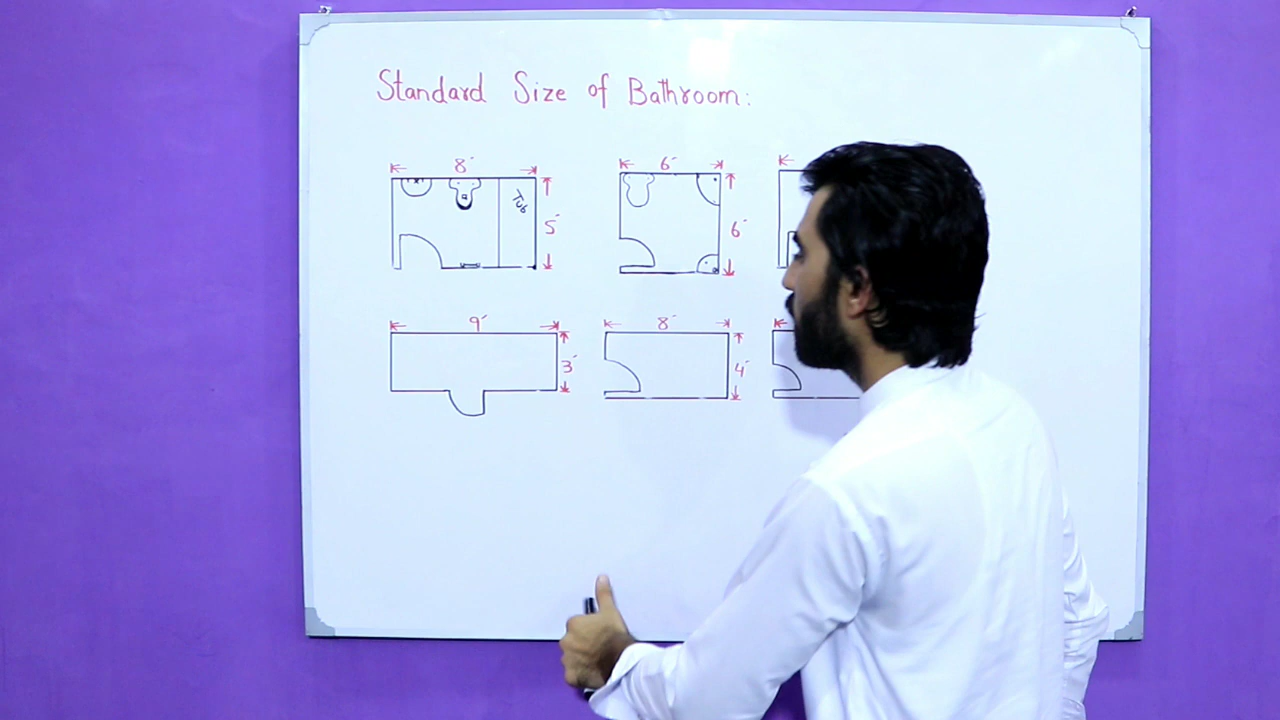 Standard Size of Bathroom:
8' 6'
Tub
5' 6'
9' 8'
3' 4'